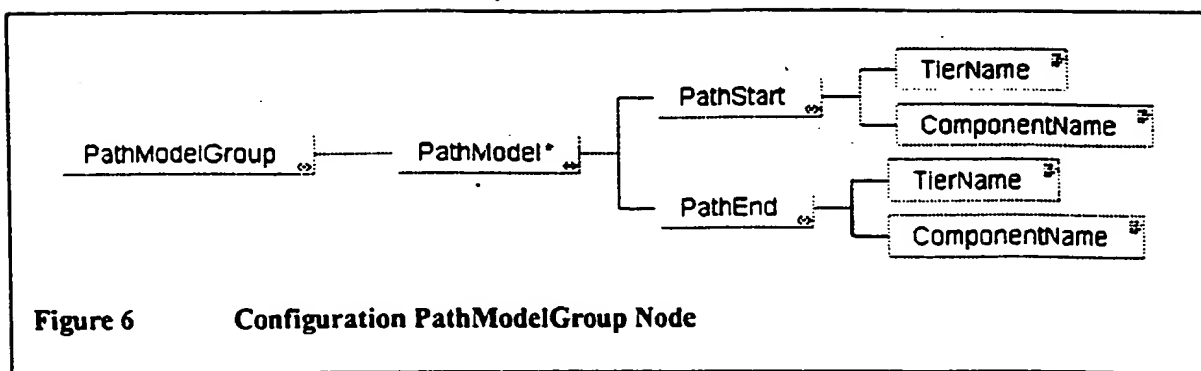 TierName
PathStart
ComponentName
PathModelGroup
PathModel*
TierName
PathEnd
ComponentName
Figure 6 Configuration PathModelGroup Node